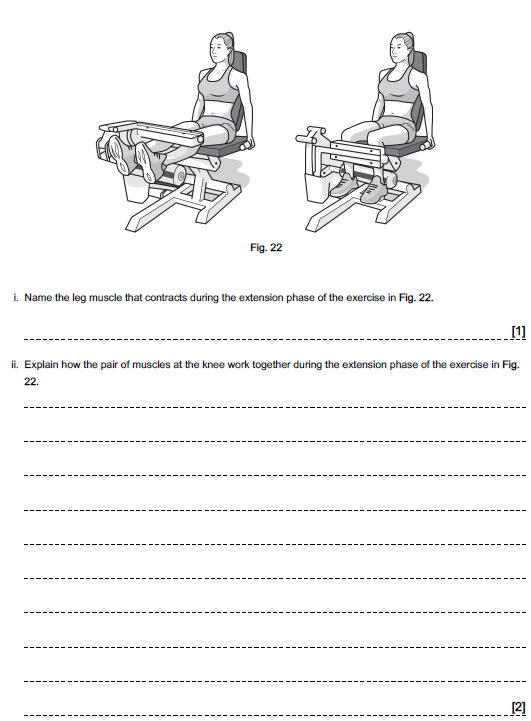 Fig. 22
i. Name the leg muscle that contracts during the extension phase of the exercise in Fig. 22.
[1]
ii. Explain how the pair of muscles at the knee work together during the extension phase of the exercise in Fig.
22.
[2]